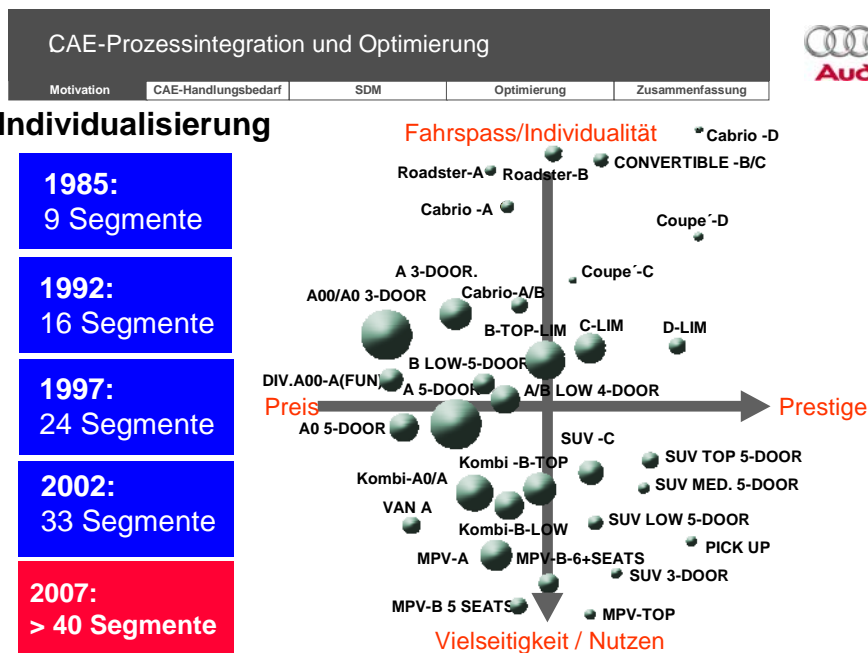 CAE-Prozessintegration und Optimierung
Motivation
CAE-Handlungsbedarf
SDM
Optimierung
Zusammenfassung
Individualisierung
1985:
9 Segmente
1992:
16 Segmente
1997:
24 Segmente
2002:
33 Segmente
2007:
> 40 Segmente
Fahrspass/Individualität
Cabrio -D
CONVERTIBLE -B/C
Roadster-A
Roadster-B
Cabrio -A
Coupe´-D
A 3-DOOR.
Coupe´-C
A00/A0 3-DOOR
Cabrio-A/B
B-TOP-LIM
C-LIM
D-LIM
B LOW-5-DOOR
DIV.A00-A(FUN)
A 5-DOOR
A/B LOW 4-DOOR
Preis
Prestige
A0 5-DOOR
SUV -C
Kombi -B-TOP
SUV TOP 5-DOOR
Kombi-A0/A
SUV MED. 5-DOOR
VAN A
Kombi-B-LOW
SUV LOW 5-DOOR
PICK UP
MPV-A
MPV-B-6+SEATS
SUV 3-DOOR
MPV-B 5 SEATS
MPV-TOP
Vielseitigkeit / Nutzen